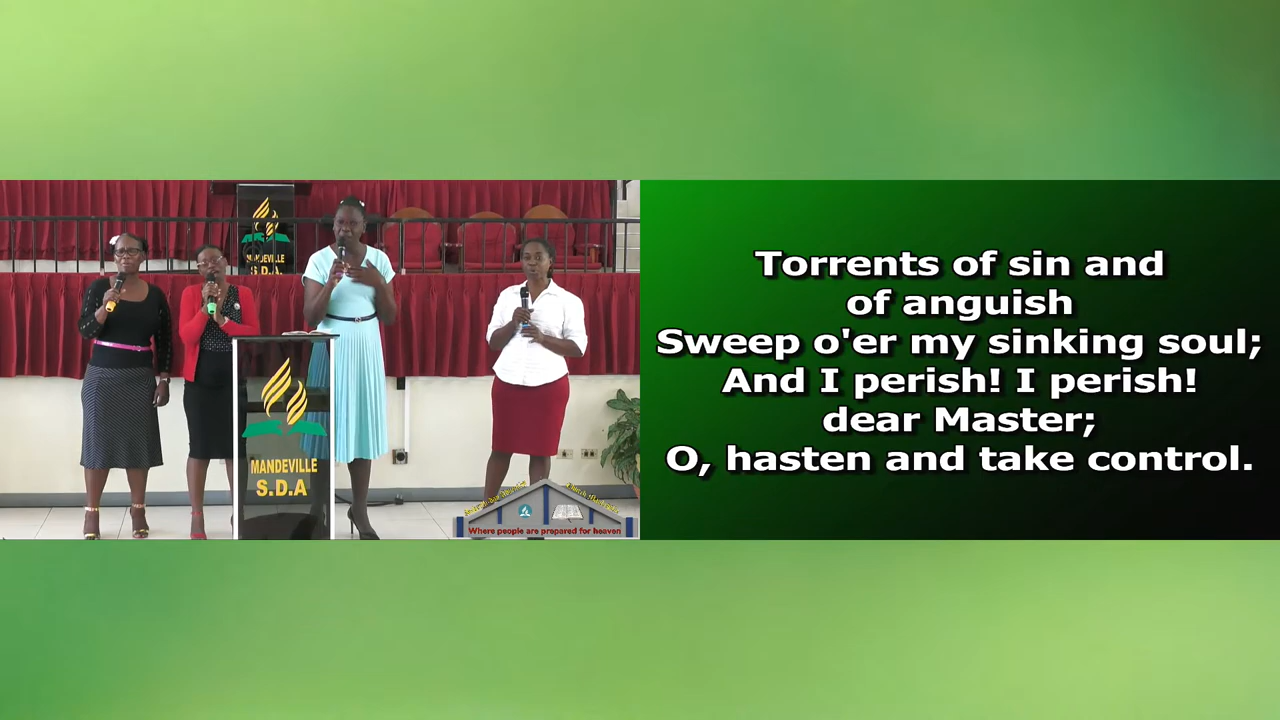 MANDEVILLE
S.D.A.
MANDEVILLE
S.D.A
Where people are prepared for heaven
Torrents of sin and
of anguish
Sweep o'er my sinking soul;
And I perish! I perish!
dear Master;
O, hasten and take control.